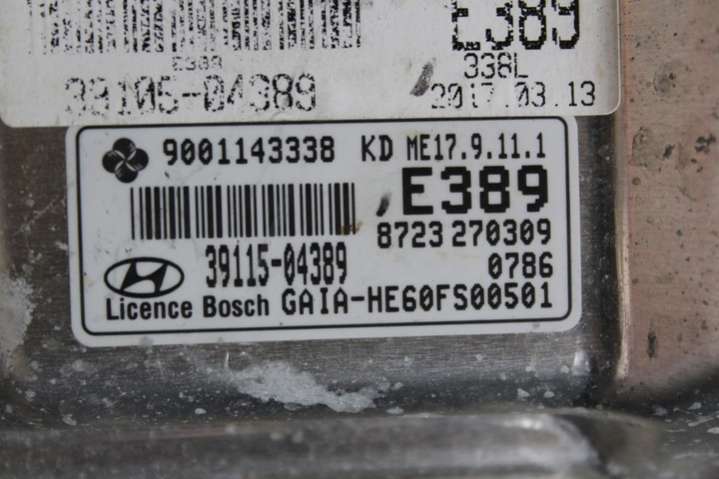 E389
E389
338L
39105-04389
2017.03.13
9001143338 KD ME17.9.11.1
E389
8723 270309
39115-04389
0786
Licence Bosch GAIA-HE60FS00501